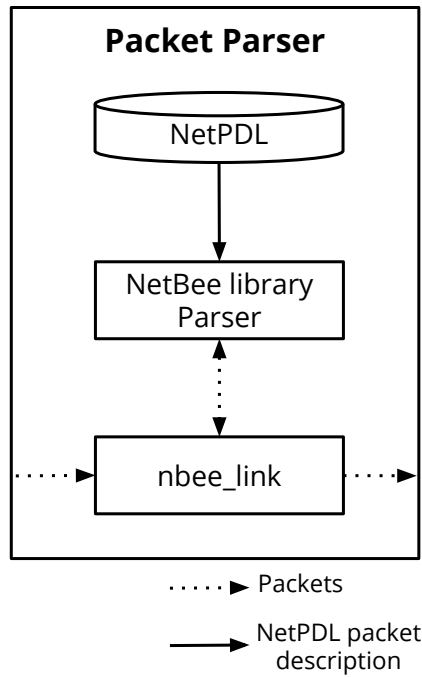 Packet Parser
NetPDL
NetBee library
Parser
nbee_link
Packets
NetPDL packet
description